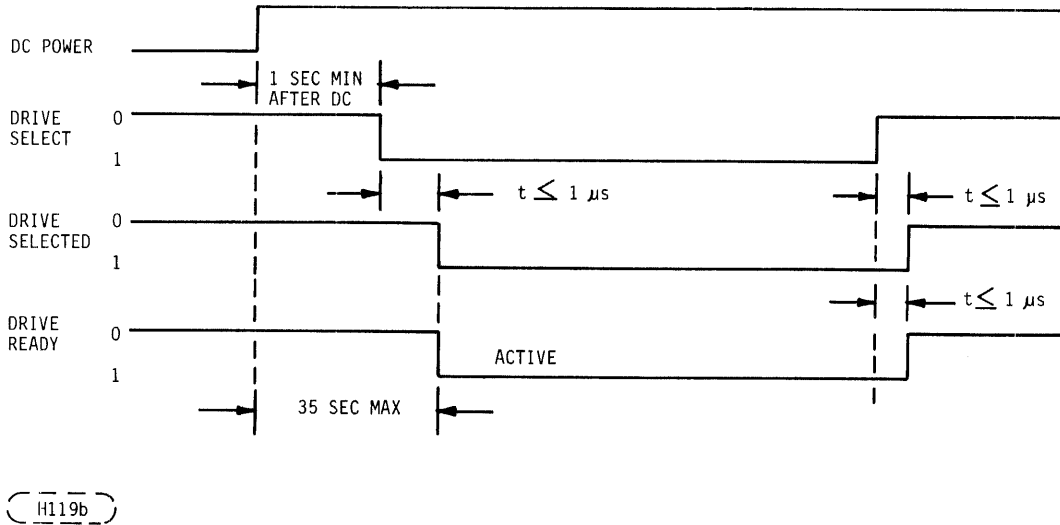 DC POWER
1 SEC MIN
AFTER DC
DRIVE
SELECT
0
1
t ≤ 1 µs
t ≤ 1 µs
DRIVE
SELECTED
0
1
t ≤ 1 µs
DRIVE
READY
0
1
ACTIVE
35 SEC MAX
H119b